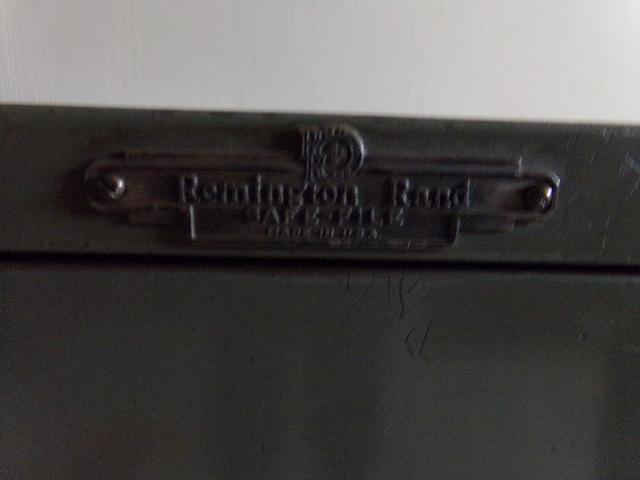 Remington Rand
SAFE-FILE
MADE IN U.S.A.